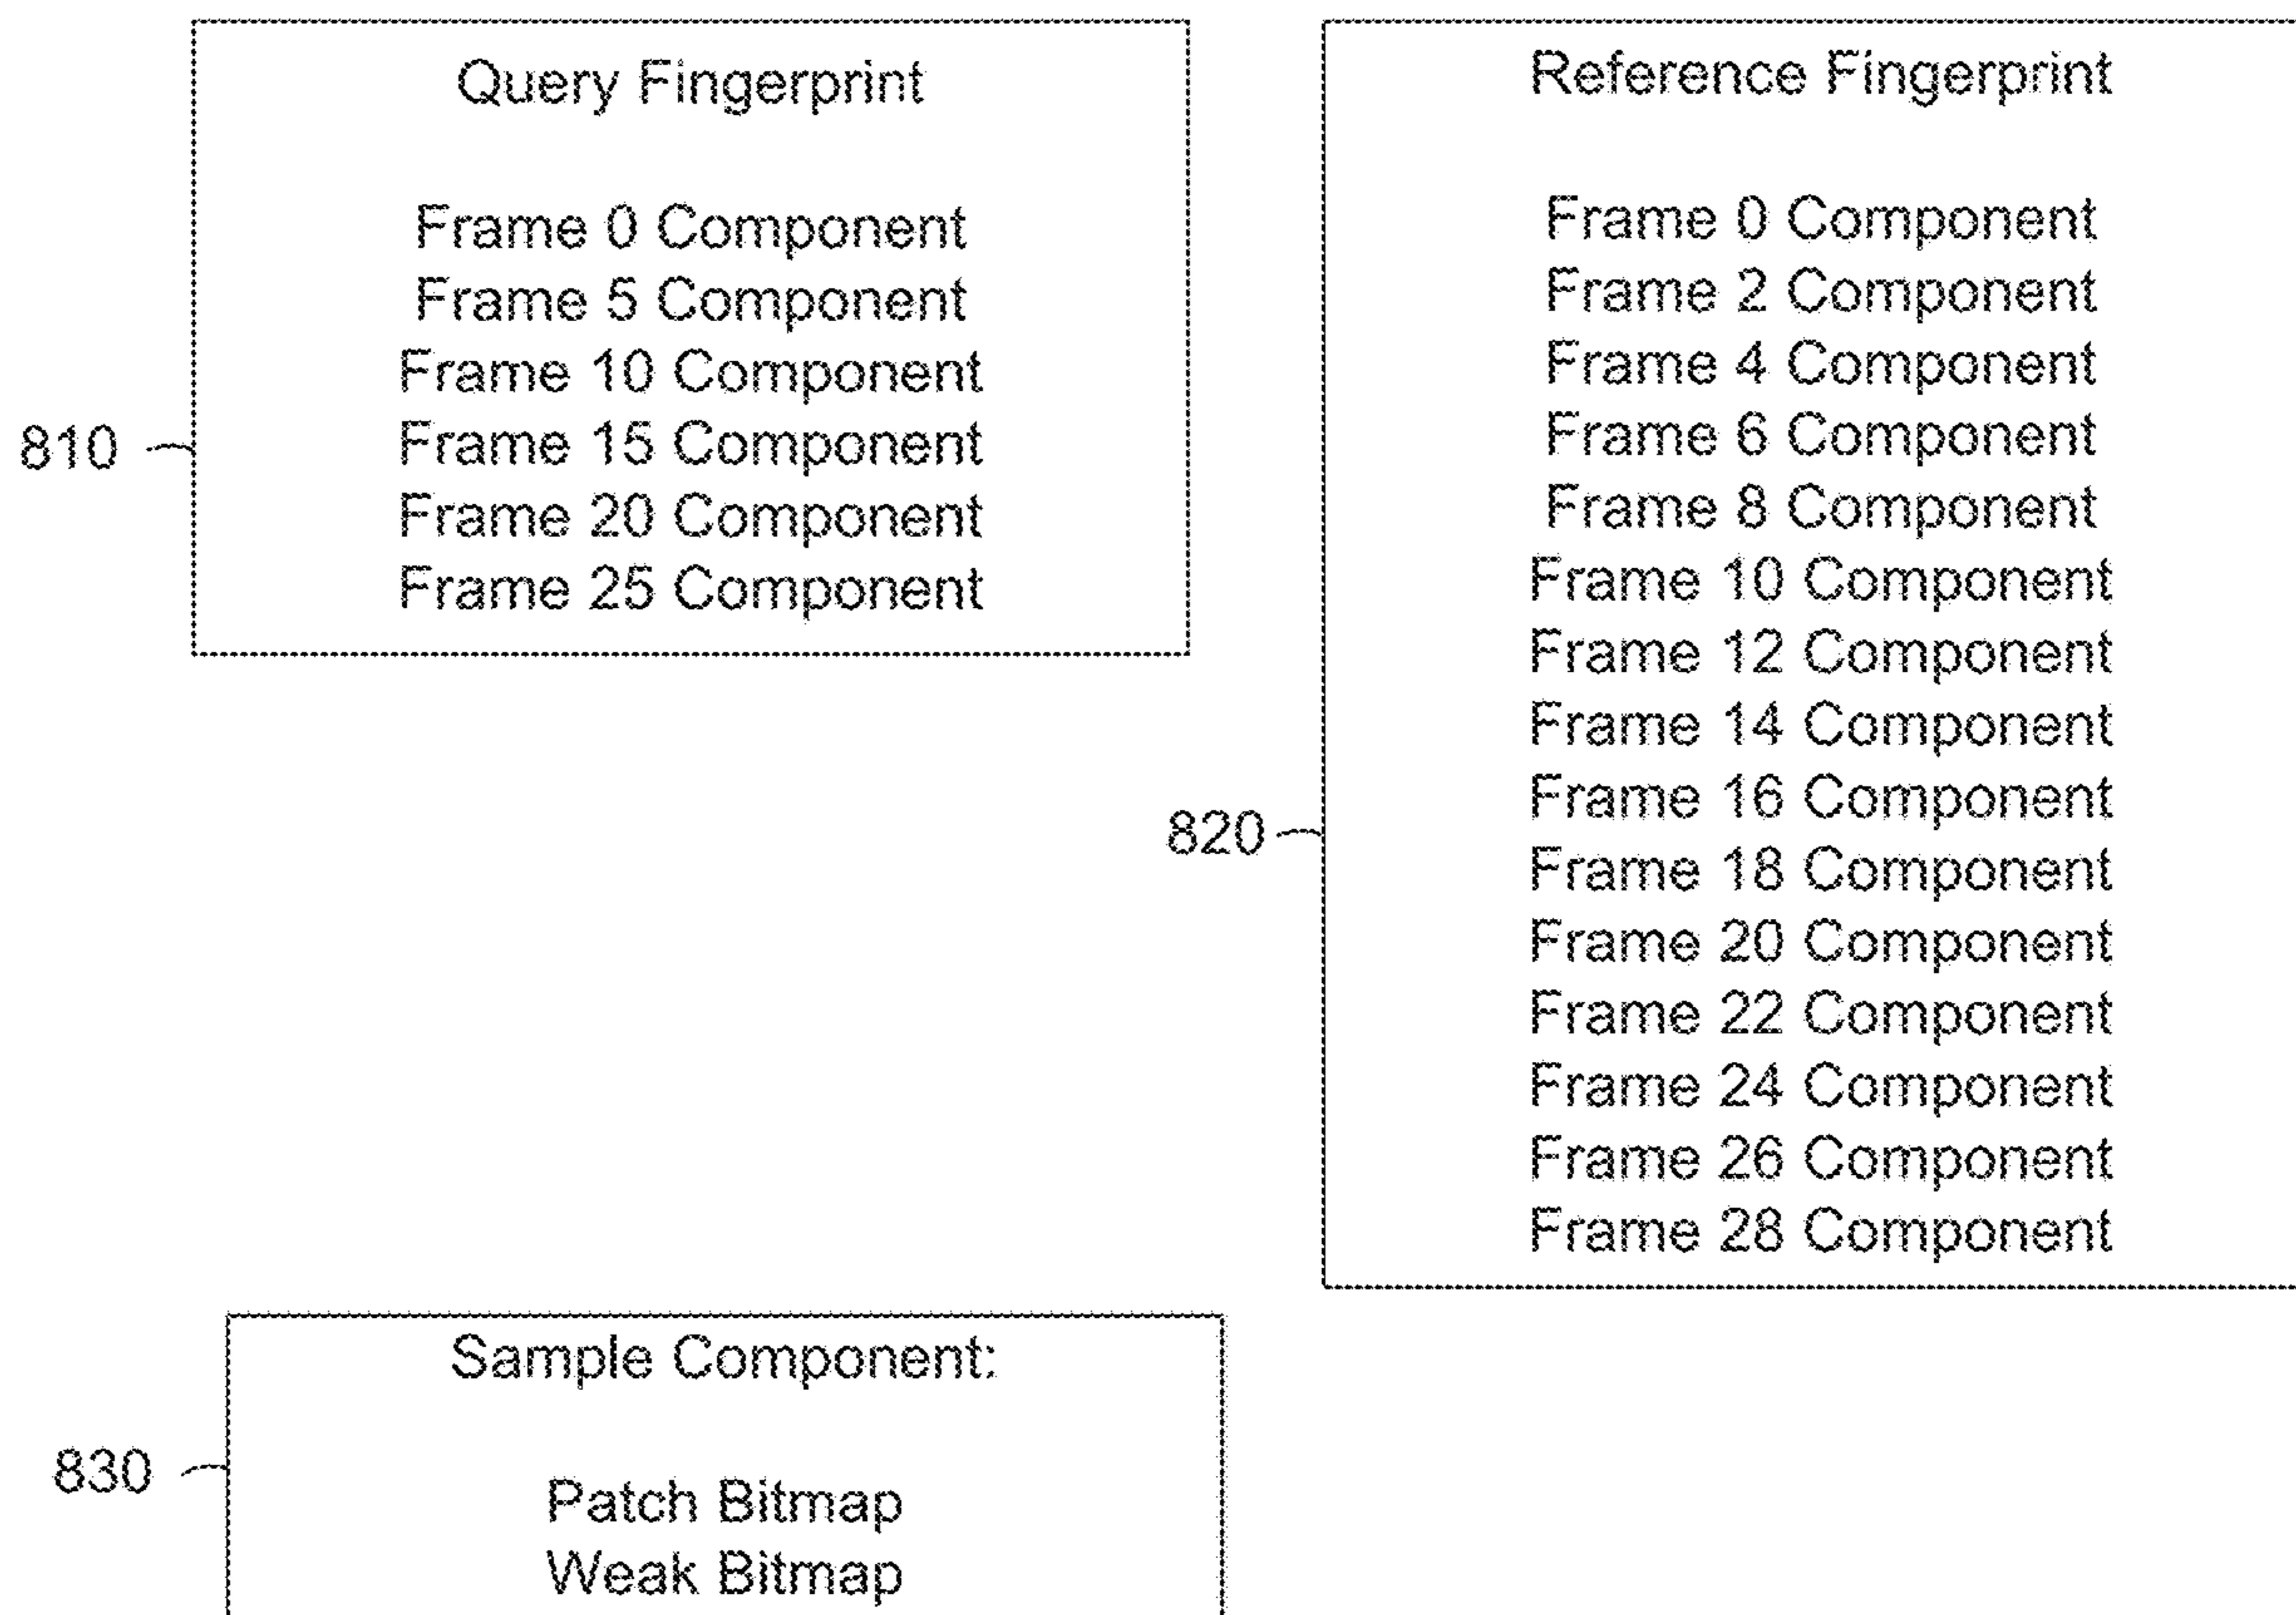 Query Fingerprint
Frame 0 Component
Frame 5 Component
Frame 10 Component
Frame 15 Component
Frame 20 Component
Frame 25 Component
810
Reference Fingerprint
Frame 0 Component
Frame 2 Component
Frame 4 Component
Frame 6 Component
Frame 8 Component
Frame 10 Component
Frame 12 Component
Frame 14 Component
Frame 16 Component
Frame 18 Component
Frame 20 Component
Frame 22 Component
Frame 24 Component
Frame 26 Component
Frame 28 Component
820
Sample Component:
830
Patch Bitmap
Weak Bitmap